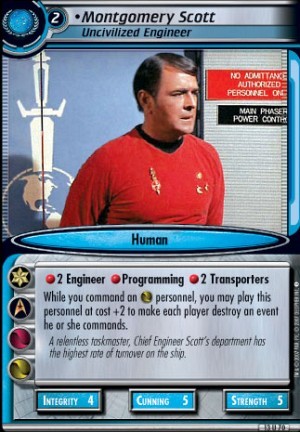 2
•Montgomery Scott
Uncivilized Engineer
NO ADMITTANCE
AUTHORIZED
PERSONNEL ON
MAIN PHASER
POWER CONTR
Human
2 Engineer Programming 2 Transporters
While you command an personnel, you may play this
personnel at cost +2 to make each player destroy an event
he or she commands.
A relentless taskmaster, Chief Engineer Scott's department has
the highest rate of turnover on the ship.
INTEGRITY 4 CUNNING 5 STRENGTH 5